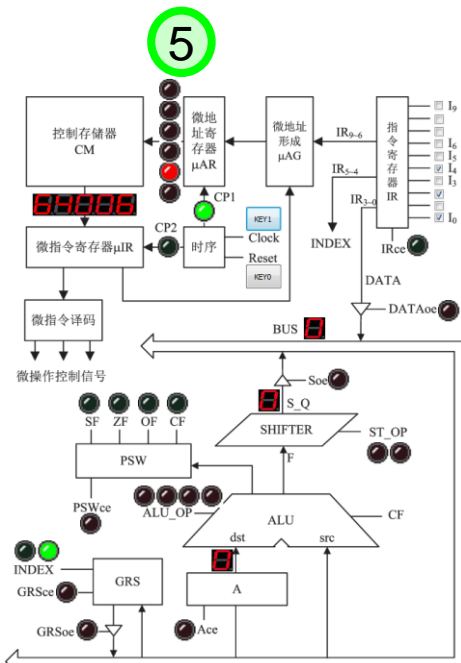 5
控制存储器
CM
微地
址寄
存器
μAR
微地址
形成
μAG
IR9-6
指
令
寄
存
器
IR
I9
I6
I5
I4
I3
I0
IR5-4
IR3-0
64006
CP1
CP2
微指令寄存器μIR
时序
KEY1
Clock
Reset
KEY0
INDEX
IRce
DATA
微指令译码
DATAoe
BUS
微操作控制信号
Soe
S_Q
SF
ZF
OF
CF
SHIFTER
ST_OP
PSW
F
PSWce
ALU_OP
ALU
CF
dst
src
INDEX
GRS
GRSce
A
GRSoe
Ace